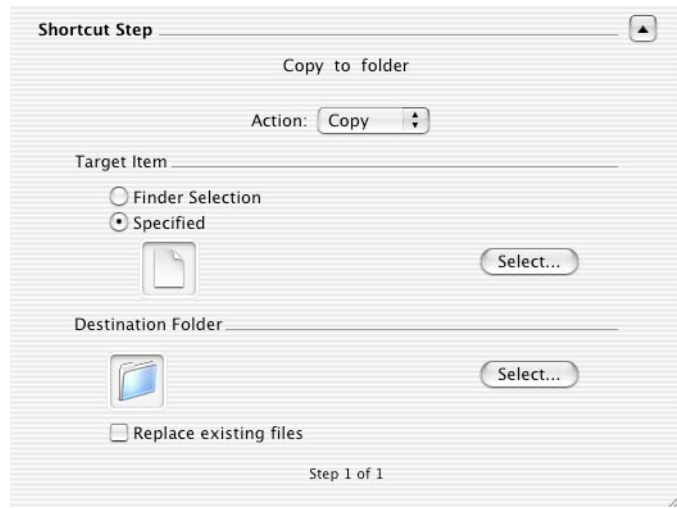 Shortcut Step
Copy to folder
Action: Copy
Target Item
Finder Selection
Specified
Select...
Destination Folder
Select...
Replace existing files
Step 1 of 1